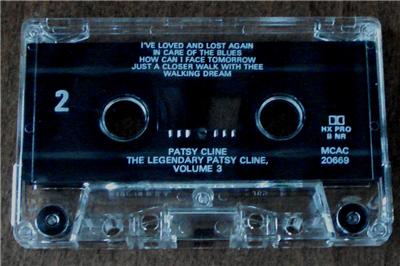 I'VE LOVED AND LOST AGAIN
IN CARE OF THE BLUES
HOW CAN I FACE TOMORROW
JUST A CLOSER WALK WITH THEE
WALKING DREAM
2
HX PRO
B NR
PATSY CLINE
THE LEGENDARY PATSY CLINE,
VOLUME 3
MCAC
20669